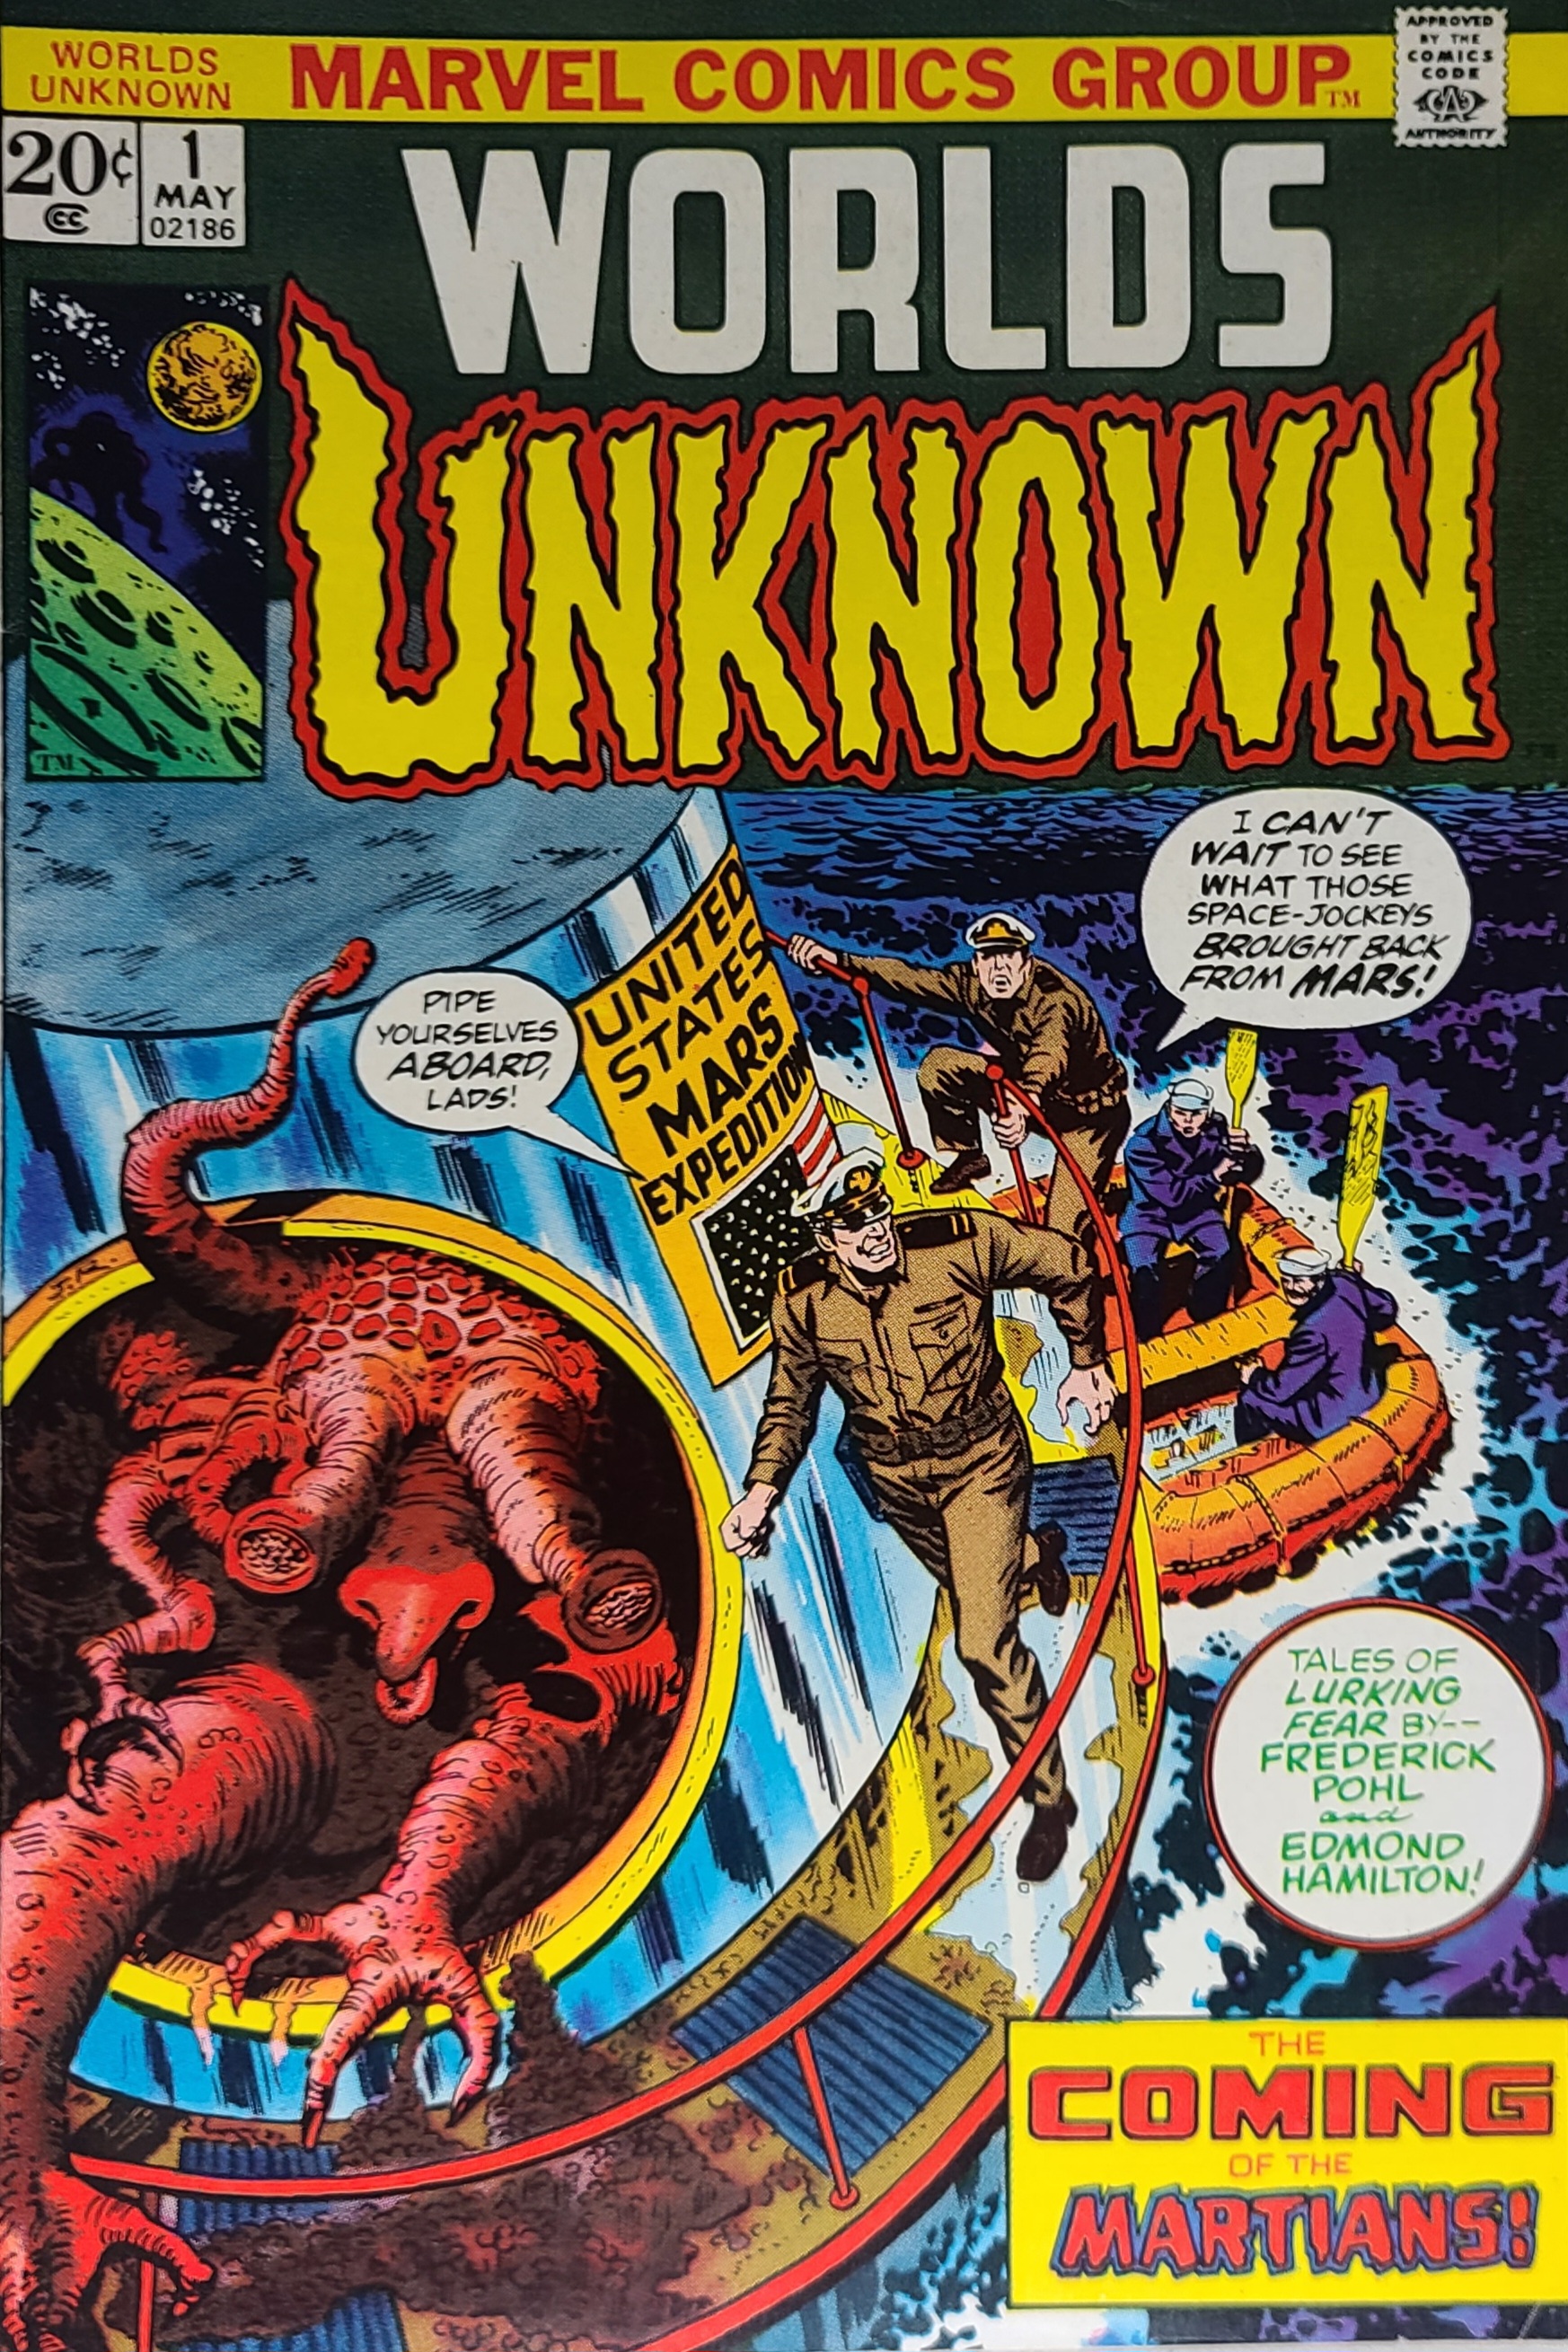 WORLDS
UNKNOWN
MARVEL COMICS GROUP TM
APPROVED
BY THE
COMICS
CODE
CA
AUTHORITY
20¢
CC
1
MAY
02186
WORLDS
UNKNOWN
TM
I CAN'T
WAIT TO SEE
WHAT THOSE
SPACE-JOCKEYS
BROUGHT BACK
FROM MARS!
PIPE
YOURSELVES
ABOARD,
LADS!
UNITED
STATES
MARS
EXPEDITION
J.R.
TALES OF
LURKING
FEAR BY--
FREDERICK
POHL
and
EDMOND
HAMILTON!
THE
COMING
OF THE
MARTIANS!